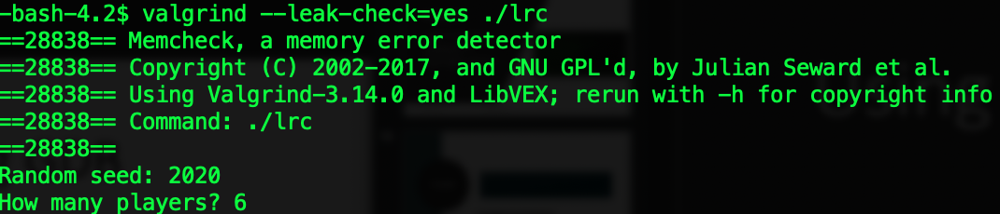 -bash-4.2$ valgrind --leak-check=yes ./lrc
==28838== Memcheck, a memory error detector
==28838== Copyright (C) 2002-2017, and GNU GPL'd, by Julian Seward et al.
==28838== Using Valgrind-3.14.0 and LibVEX; rerun with -h for copyright info
==28838== Command: ./lrc
==28838==
Random seed: 2020
How many players? 6